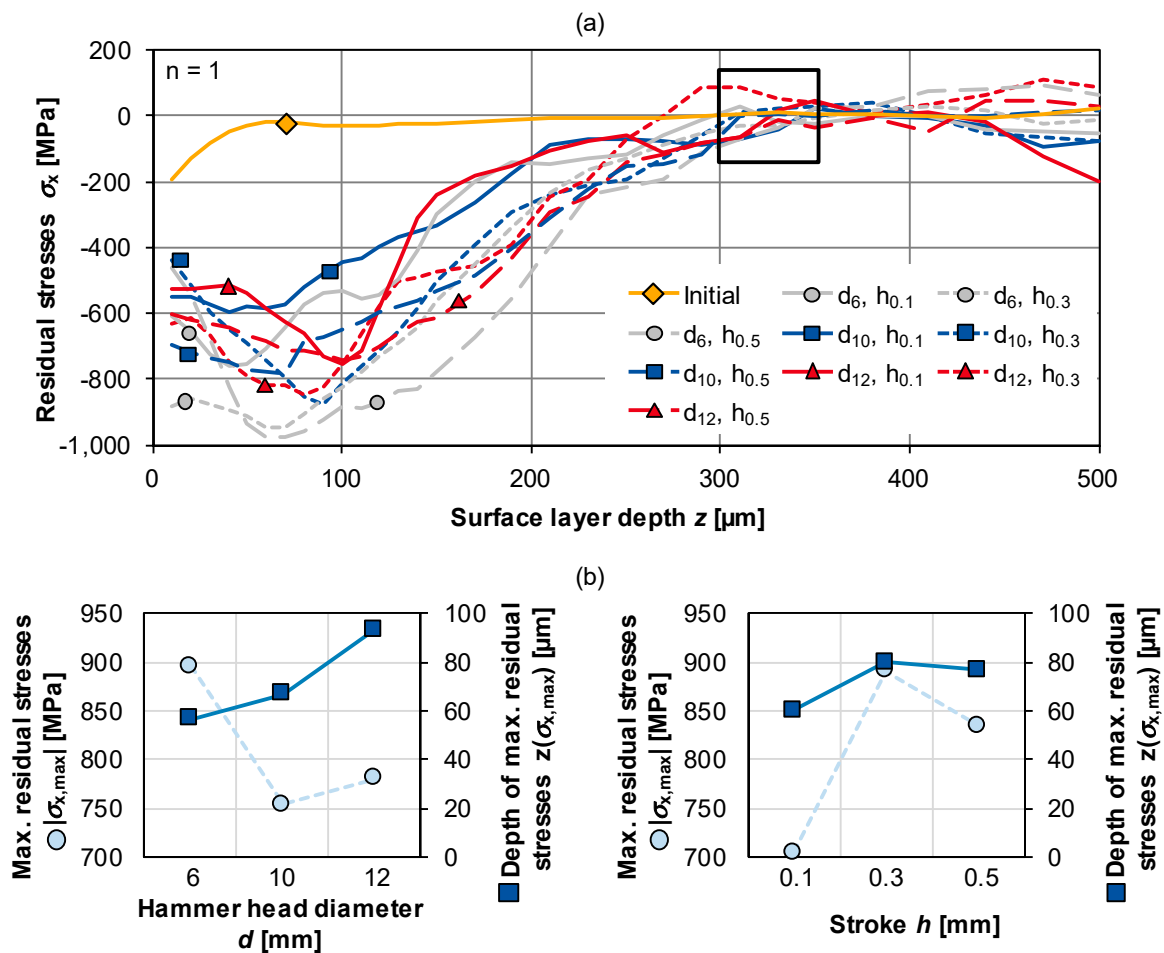 (a)
Residual stresses σx [MPa]
200
0
-200
-400
-600
-800
-1,000
n = 1
Initial
d6, h0.1
d6, h0.3
d6, h0.5
d10, h0.1
d10, h0.3
d10, h0.5
d12, h0.1
d12, h0.3
d12, h0.5
0
100
200
300
400
500
Surface layer depth z [µm]
(b)
Max. residual stresses
|σx,max| [MPa]
950
900
850
800
750
700
100
80
60
40
20
0
Depth of max. residual
stresses z(σx,max) [µm]
6
10
12
Hammer head diameter
d [mm]
Max. residual stresses
|σx,max| [MPa]
950
900
850
800
750
700
100
80
60
40
20
0
Depth of max. residual
stresses z(σx,max) [µm]
0.1
0.3
0.5
Stroke h [mm]